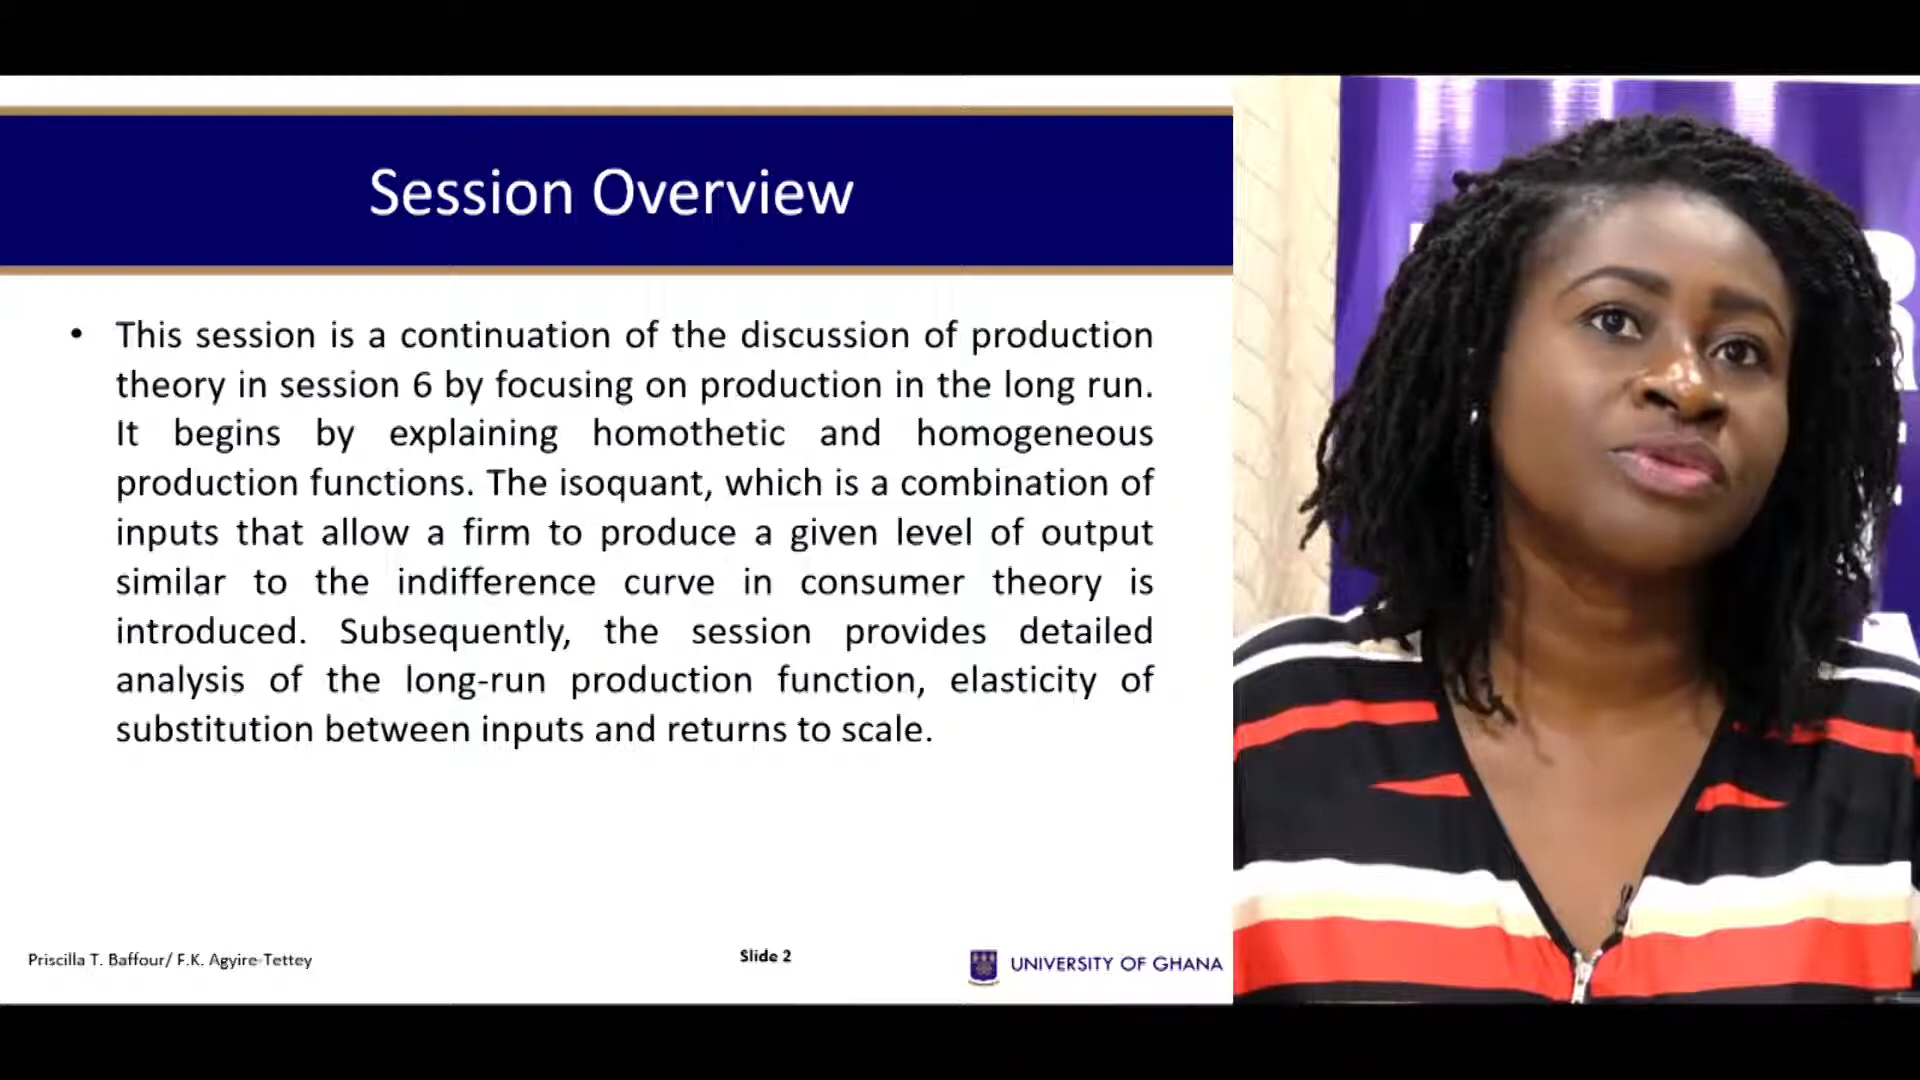 Session Overview
• This session is a continuation of the discussion of production
theory in session 6 by focusing on production in the long run.
It begins by explaining homothetic and homogeneous
production functions. The isoquant, which is a combination of
inputs that allow a firm to produce a given level of output
similar to the indifference curve in consumer theory is
introduced. Subsequently, the session provides detailed
analysis of the long-run production function, elasticity of
substitution between inputs and returns to scale.
Priscilla T. Baffour/ F.K. Agyire-Tettey
Slide 2
UNIVERSITY OF GHANA